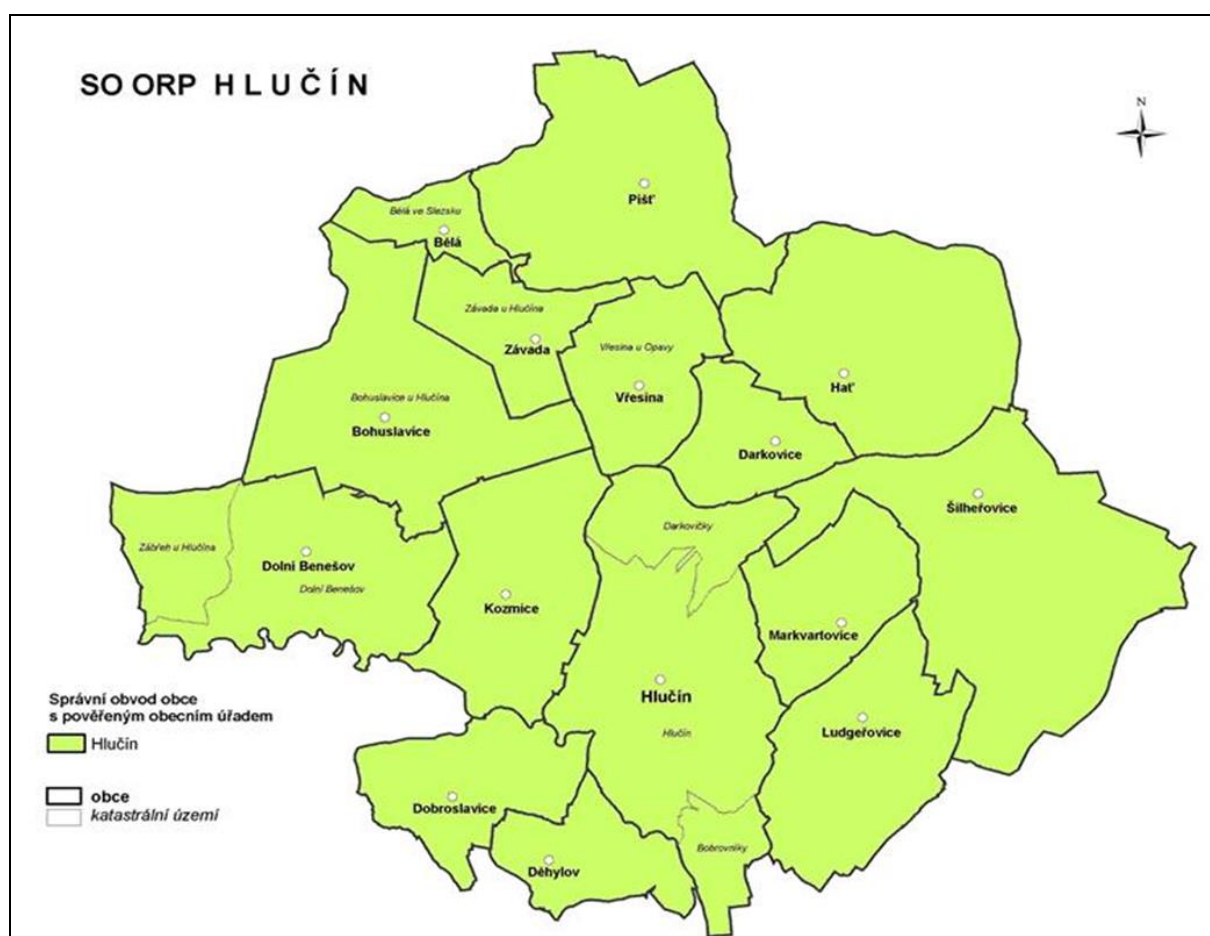 SO ORP H L U Č Í N
N
Píšť
Bělá ve Slezsku
Bělá
Závada u Hlučína
Závada
Vřesina u Opavy
Vřesina
Hať
Bohuslavice u Hlučína
Bohuslavice
Darkovice
Šilheřovice
Darkovičky
Zábřeh u Hlučína
Dolní Benešov
Dolní Benešov
Kozmice
Markvartovice
Hlučín
Hlučín
Ludgeřovice
Dobroslavice
Bobrovníky
Děhylov
Správní obvod obce
s pověřeným obecním úřadem
Hlučín
obce
katastrální území